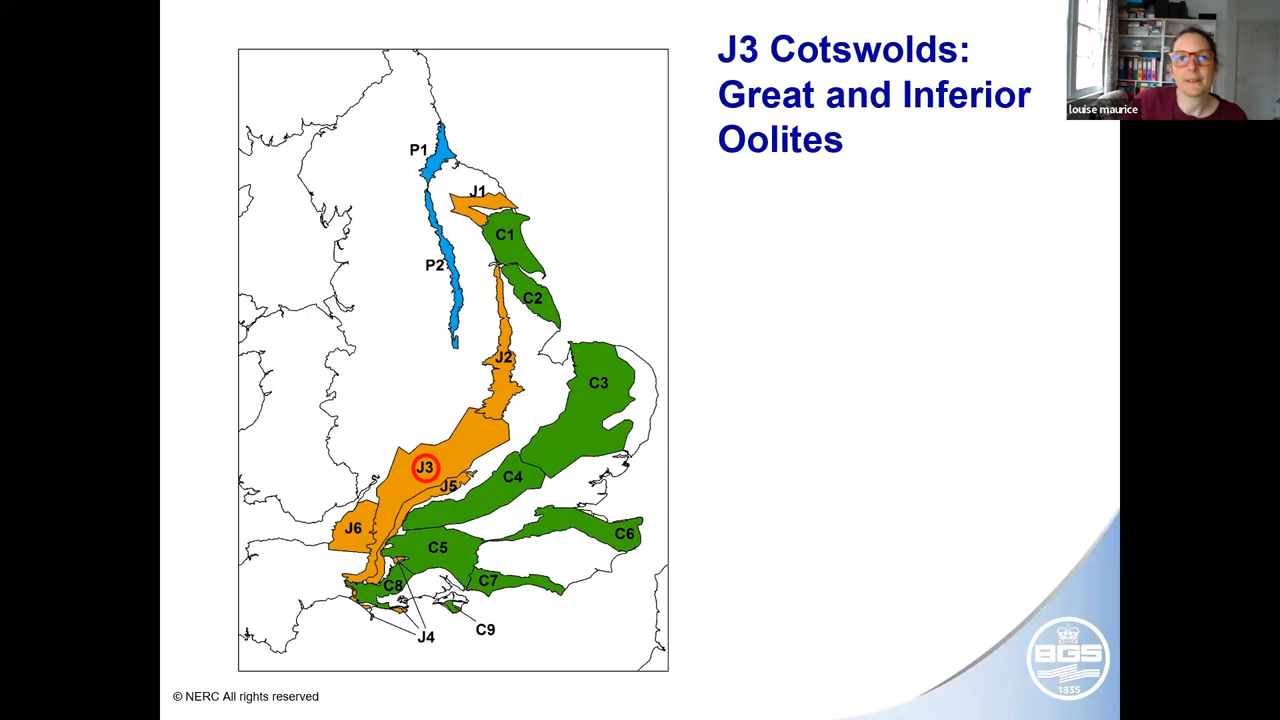 J3 Cotswolds:
Great and Inferior
Oolites
louise maurice
P1
J1
C1
P2
C2
J2
C3
J3
C4
J5
J6
C6
C5
C7
C8
C9
J4
© NERC All rights reserved
BGS
1835